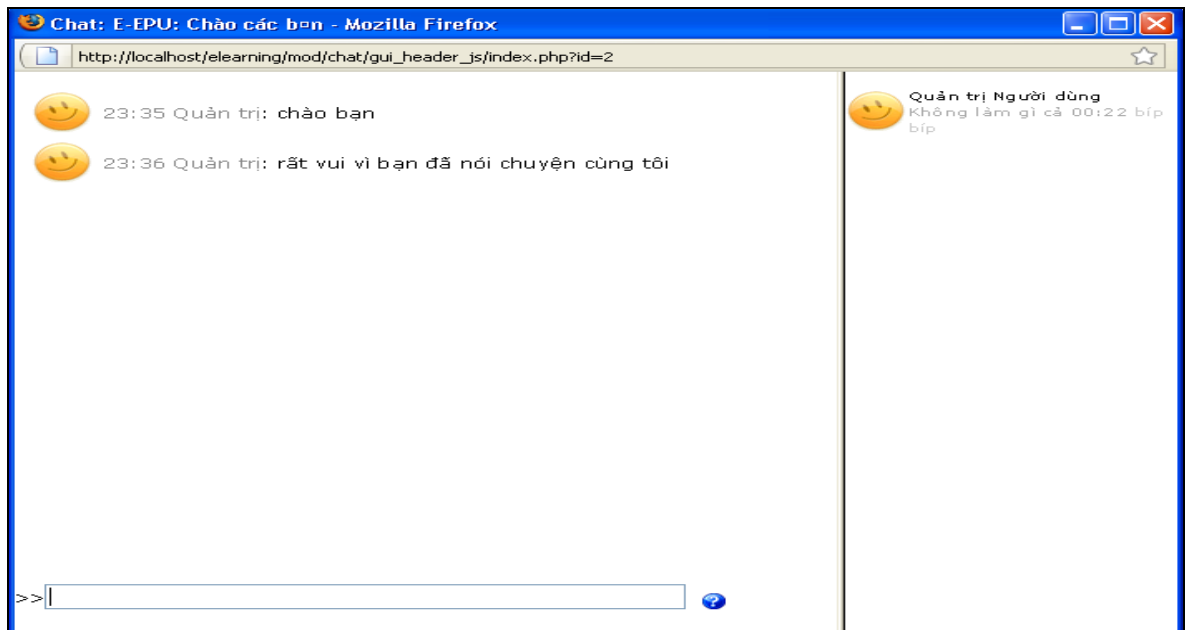 Chat: E-EPU: Chào các b¤n - Mozilla Firefox
http://localhost/elearning/mod/chat/gui_header_js/index.php?id=2
23:35 Quản trị: chào bạn
23:36 Quản trị: rất vui vì bạn đã nói chuyện cùng tôi
Quản trị Người dùng
Không làm gì cả 00:22 bíp
bíp
>>